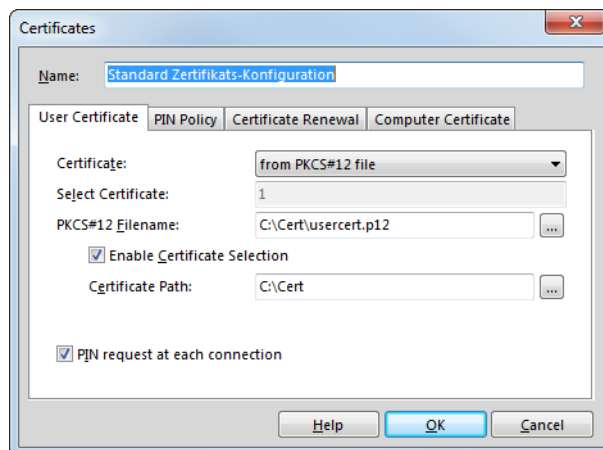 Certificates
Name: Standard Zertifikats-Konfiguration
User Certificate PIN Policy Certificate Renewal Computer Certificate
Certificate: from PKCS#12 file
Select Certificate: 1
PKCS#12 Filename: C:\Cert\usercert.p12 ...
Enable Certificate Selection
Certificate Path: C:\Cert ...
PIN request at each connection
Help OK Cancel